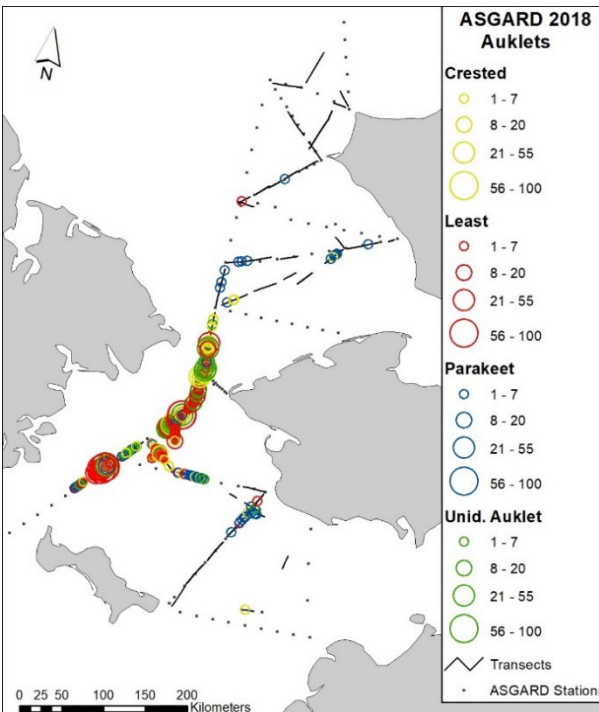 ASGARD 2018
Auklets
Crested
1 - 7
8 - 20
21 - 55
56 - 100
Least
1 - 7
8 - 20
21 - 55
56 - 100
Parakeet
1 - 7
8 - 20
21 - 55
56 - 100
Unid. Auklet
1 - 7
8 - 20
21 - 55
56 - 100
Transects
ASGARD Stations
N
0 25 50 100 150 200
Kilometers